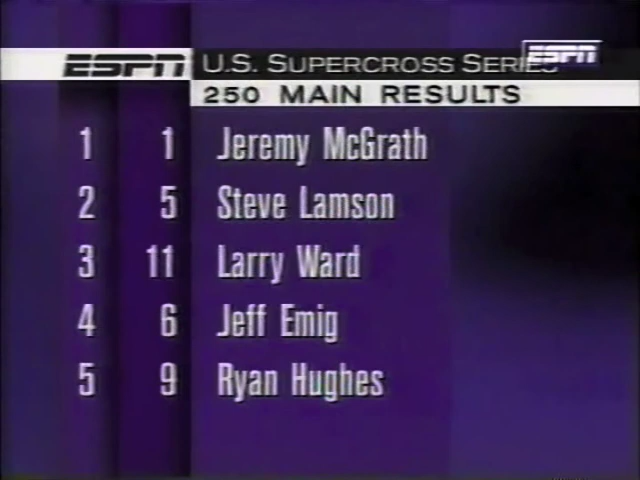 ESPN U.S. SUPERCROSS SERIES ESPN
250 MAIN RESULTS
1 1 Jeremy McGrath
2 5 Steve Lamson
3 11 Larry Ward
4 6 Jeff Emig
5 9 Ryan Hughes